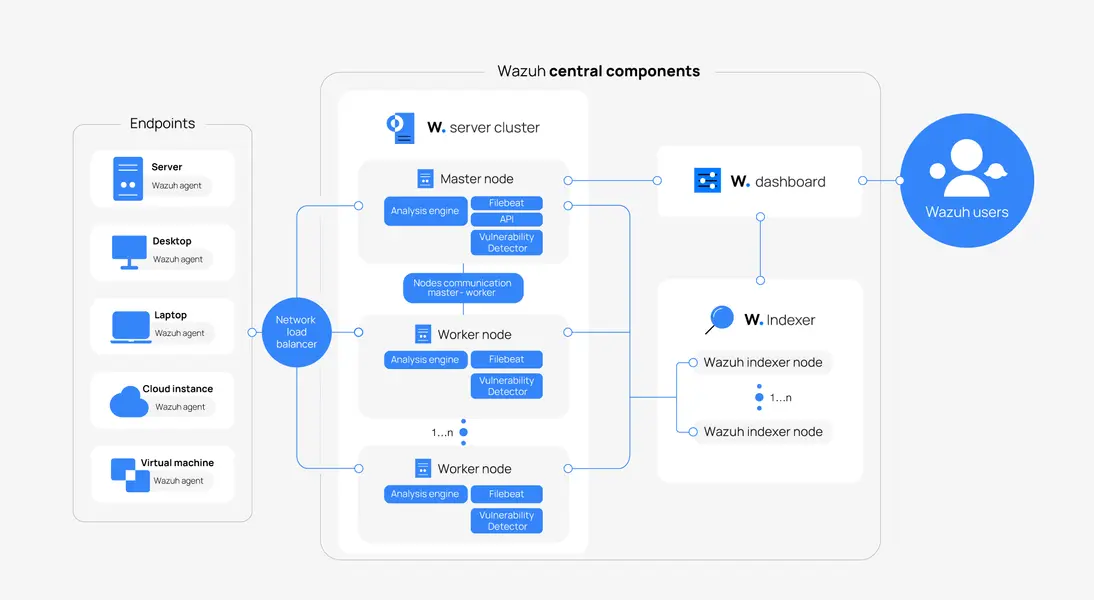 Wazuh central components
Endpoints
Server
Wazuh agent
Desktop
Wazuh agent
Laptop
Wazuh agent
Cloud instance
Wazuh agent
Virtual machine
Wazuh agent
Network
load
balancer
W. server cluster
Master node
Analysis engine
Filebeat
API
Vulnerability
Detector
Nodes communication
master- worker
Worker node
Analysis engine
Filebeat
Vulnerability
Detector
1...n
Worker node
Analysis engine
Filebeat
Vulnerability
Detector
W. dashboard
W. Indexer
Wazuh indexer node
1...n
Wazuh indexer node
Wazuh users